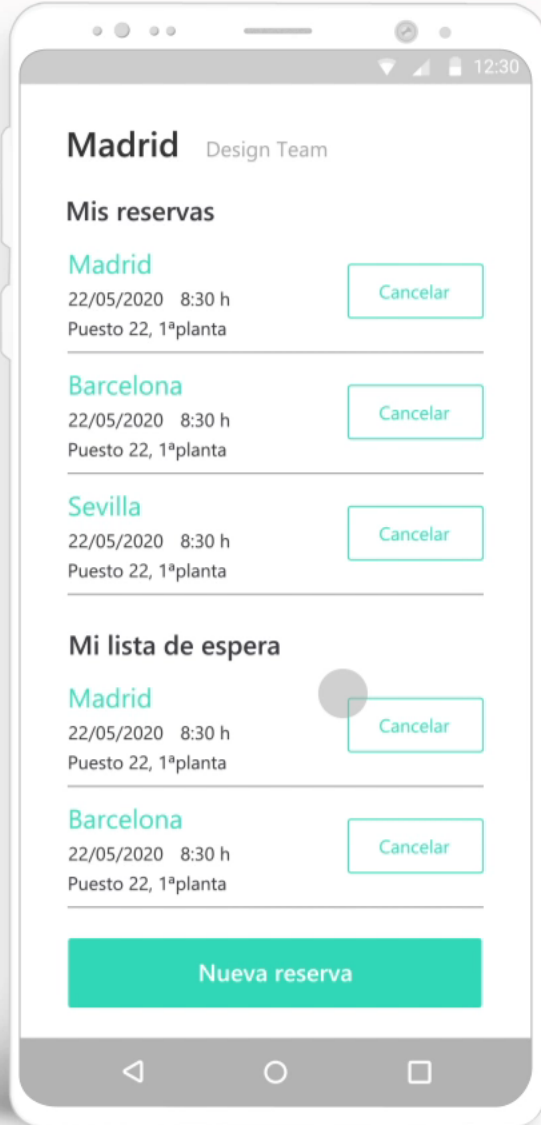 12:30
Madrid Design Team
Mis reservas
Madrid
22/05/2020 8:30 h
Puesto 22, 1ªplanta
Cancelar
Barcelona
22/05/2020 8:30 h
Puesto 22, 1ªplanta
Cancelar
Sevilla
22/05/2020 8:30 h
Puesto 22, 1ªplanta
Cancelar
Mi lista de espera
Madrid
22/05/2020 8:30 h
Puesto 22, 1ªplanta
Cancelar
Barcelona
22/05/2020 8:30 h
Puesto 22, 1ªplanta
Cancelar
Nueva reserva